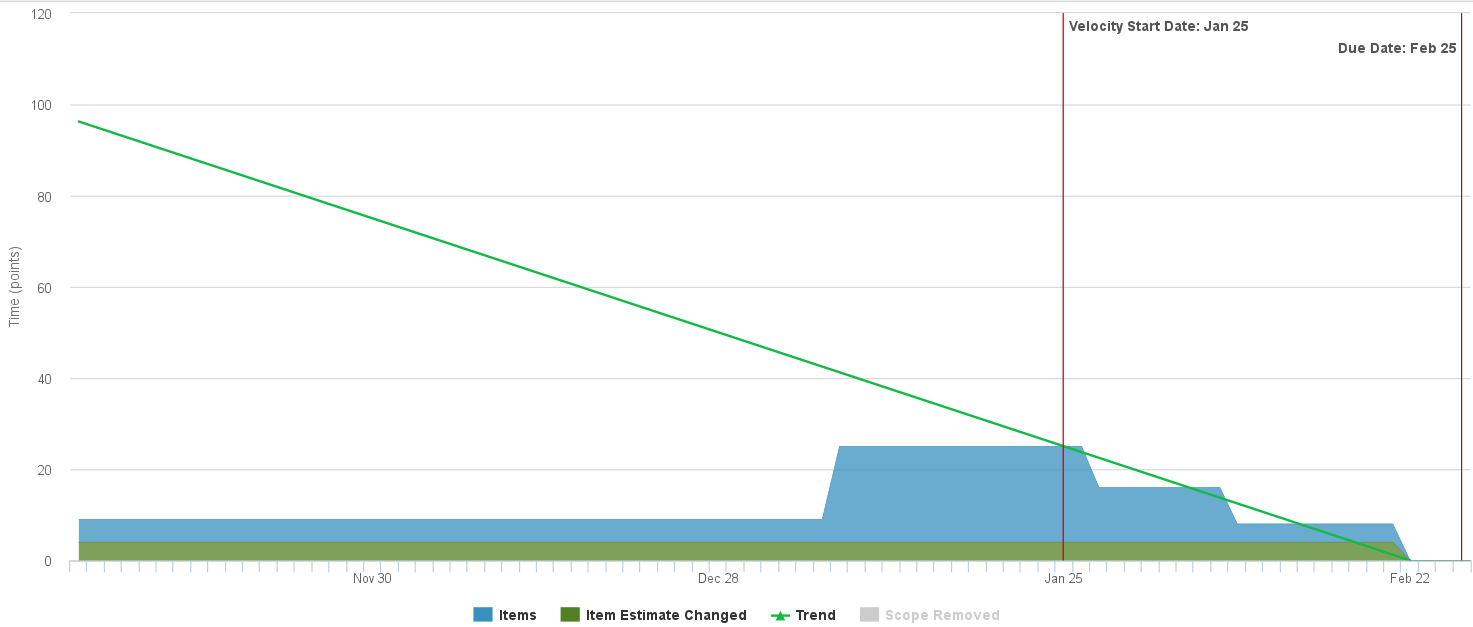 120
Velocity Start Date: Jan 25
Due Date: Feb 25
100
80
60
40
20
0
Time (points)
Nov 30
Dec 28
Jan 25
Feb 22
Items
Item Estimate Changed
Trend
Scope Removed